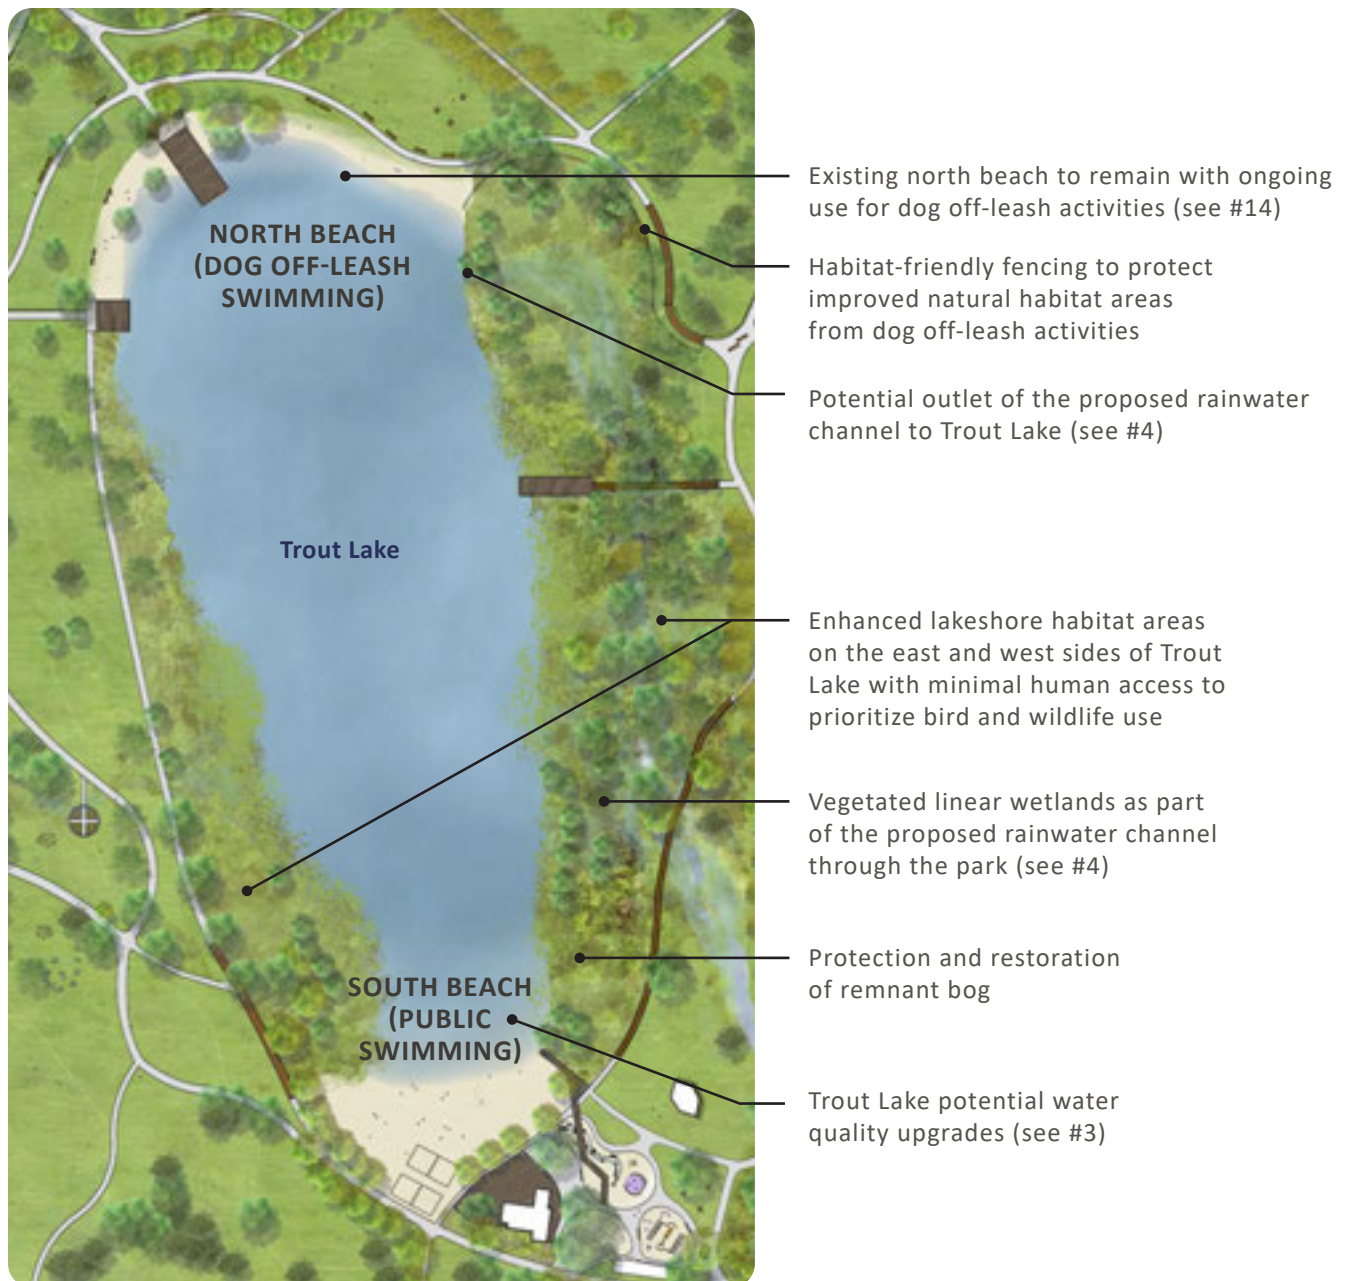 NORTH BEACH
(DOG OFF-LEASH
SWIMMING)
Trout Lake
SOUTH BEACH
(PUBLIC
SWIMMING)
Existing north beach to remain with ongoing
use for dog off-leash activities (see #14)
Habitat-friendly fencing to protect
improved natural habitat areas
from dog off-leash activities
Potential outlet of the proposed rainwater
channel to Trout Lake (see #4)
Enhanced lakeshore habitat areas
on the east and west sides of Trout
Lake with minimal human access to
prioritize bird and wildlife use
Vegetated linear wetlands as part
of the proposed rainwater channel
through the park (see #4)
Protection and restoration
of remnant bog
Trout Lake potential water
quality upgrades (see #3)